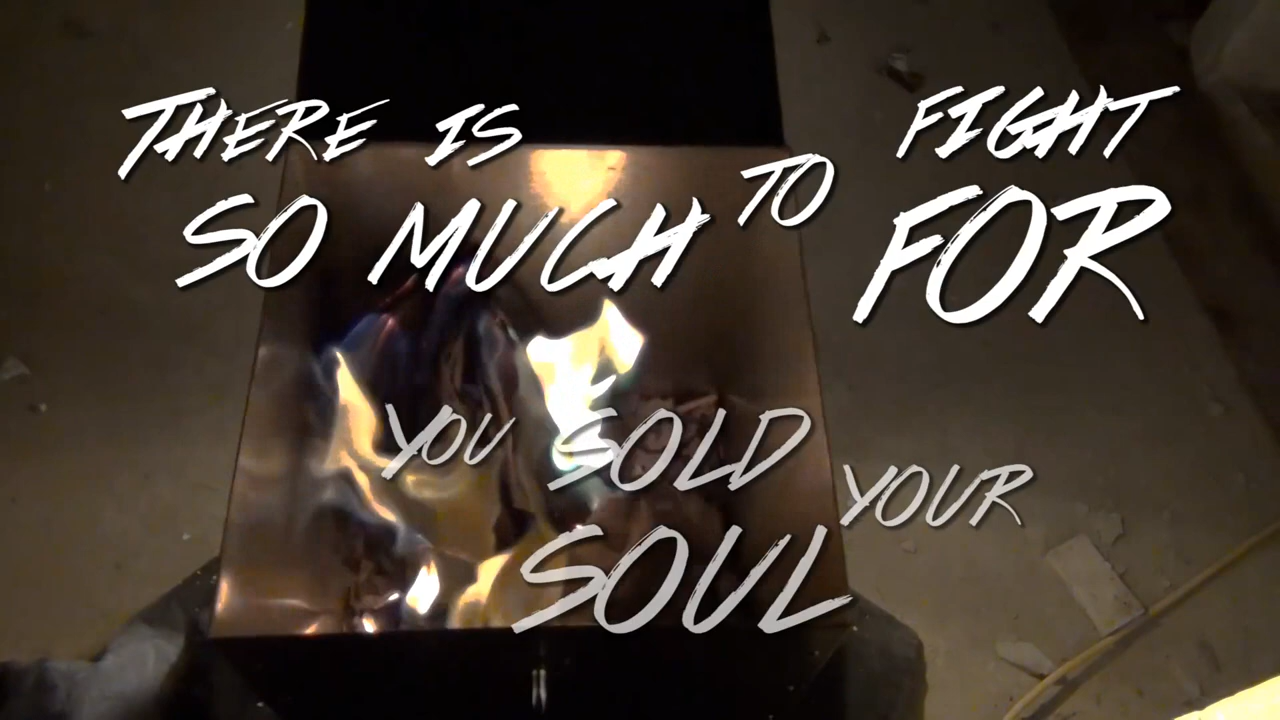 THERE IS
SO MUCH TO
FIGHT
FOR
YOU SOLD YOUR
SOUL